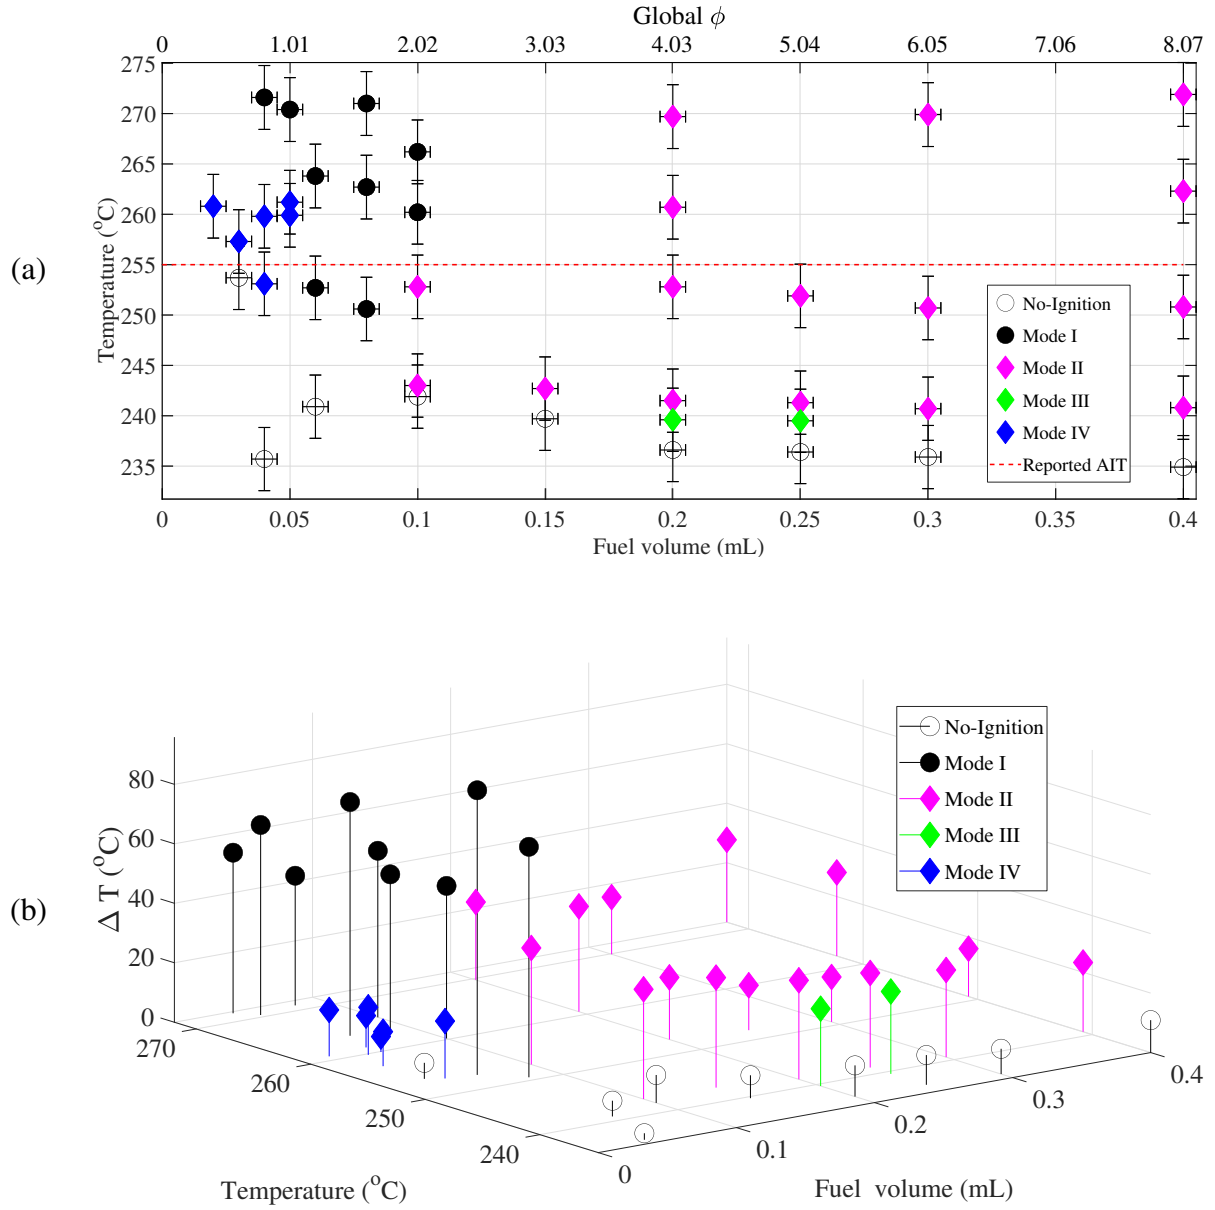 Global ϕ
0 1.01 2.02 3.03 4.03 5.04 6.05 7.06 8.07
275
270
265
260
255
250
245
240
235
Temperature (°C)
(a)
No-Ignition
Mode I
Mode II
Mode III
Mode IV
Reported AIT
0 0.05 0.1 0.15 0.2 0.25 0.3 0.35 0.4
Fuel volume (mL)
No-Ignition
Mode I
Mode II
Mode III
Mode IV
80
60
40
20
0
Δ T (°C)
(b)
270
260
250
240
Temperature (°C)
0
0.1
0.2
0.3
0.4
Fuel volume (mL)